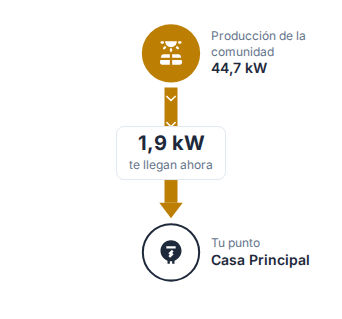 Producción de la
comunidad
44,7 kW
1,9 kW
te llegan ahora
Tu punto
Casa Principal